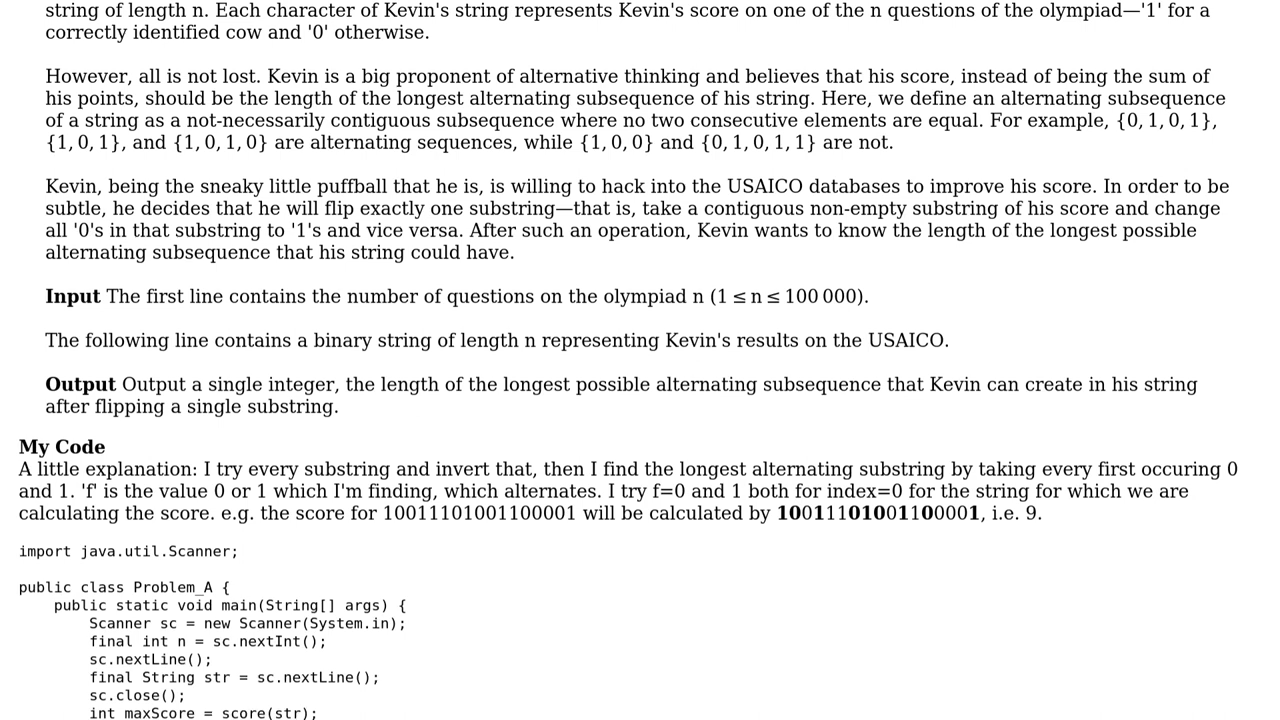 string of length n. Each character of Kevin's string represents Kevin's score on one of the n questions of the olympiad—'1' for a
correctly identified cow and '0' otherwise.
However, all is not lost. Kevin is a big proponent of alternative thinking and believes that his score, instead of being the sum of
his points, should be the length of the longest alternating subsequence of his string. Here, we define an alternating subsequence
of a string as a not-necessarily contiguous subsequence where no two consecutive elements are equal. For example, {0, 1, 0, 1},
{1, 0, 1}, and {1, 0, 1, 0} are alternating sequences, while {1, 0, 0} and {0, 1, 0, 1, 1} are not.
Kevin, being the sneaky little puffball that he is, is willing to hack into the USAICO databases to improve his score. In order to be
subtle, he decides that he will flip exactly one substring—that is, take a contiguous non-empty substring of his score and change
all '0's in that substring to '1's and vice versa. After such an operation, Kevin wants to know the length of the longest possible
alternating subsequence that his string could have.
Input The first line contains the number of questions on the olympiad n (1 ≤ n ≤ 100 000).
The following line contains a binary string of length n representing Kevin's results on the USAICO.
Output Output a single integer, the length of the longest possible alternating subsequence that Kevin can create in his string
after flipping a single substring.
My Code
A little explanation: I try every substring and invert that, then I find the longest alternating substring by taking every first occuring 0
and 1. 'f' is the value 0 or 1 which I'm finding, which alternates. I try f=0 and 1 both for index=0 for the string for which we are
calculating the score. e.g. the score for 10011101001100001 will be calculated by 10011101001100001, i.e. 9.
import java.util.Scanner;
public class Problem_A {
public static void main(String[] args) {
Scanner sc = new Scanner(System.in);
final int n = sc.nextInt();
sc.nextLine();
final String str = sc.nextLine();
sc.close();
int maxScore = score(str);